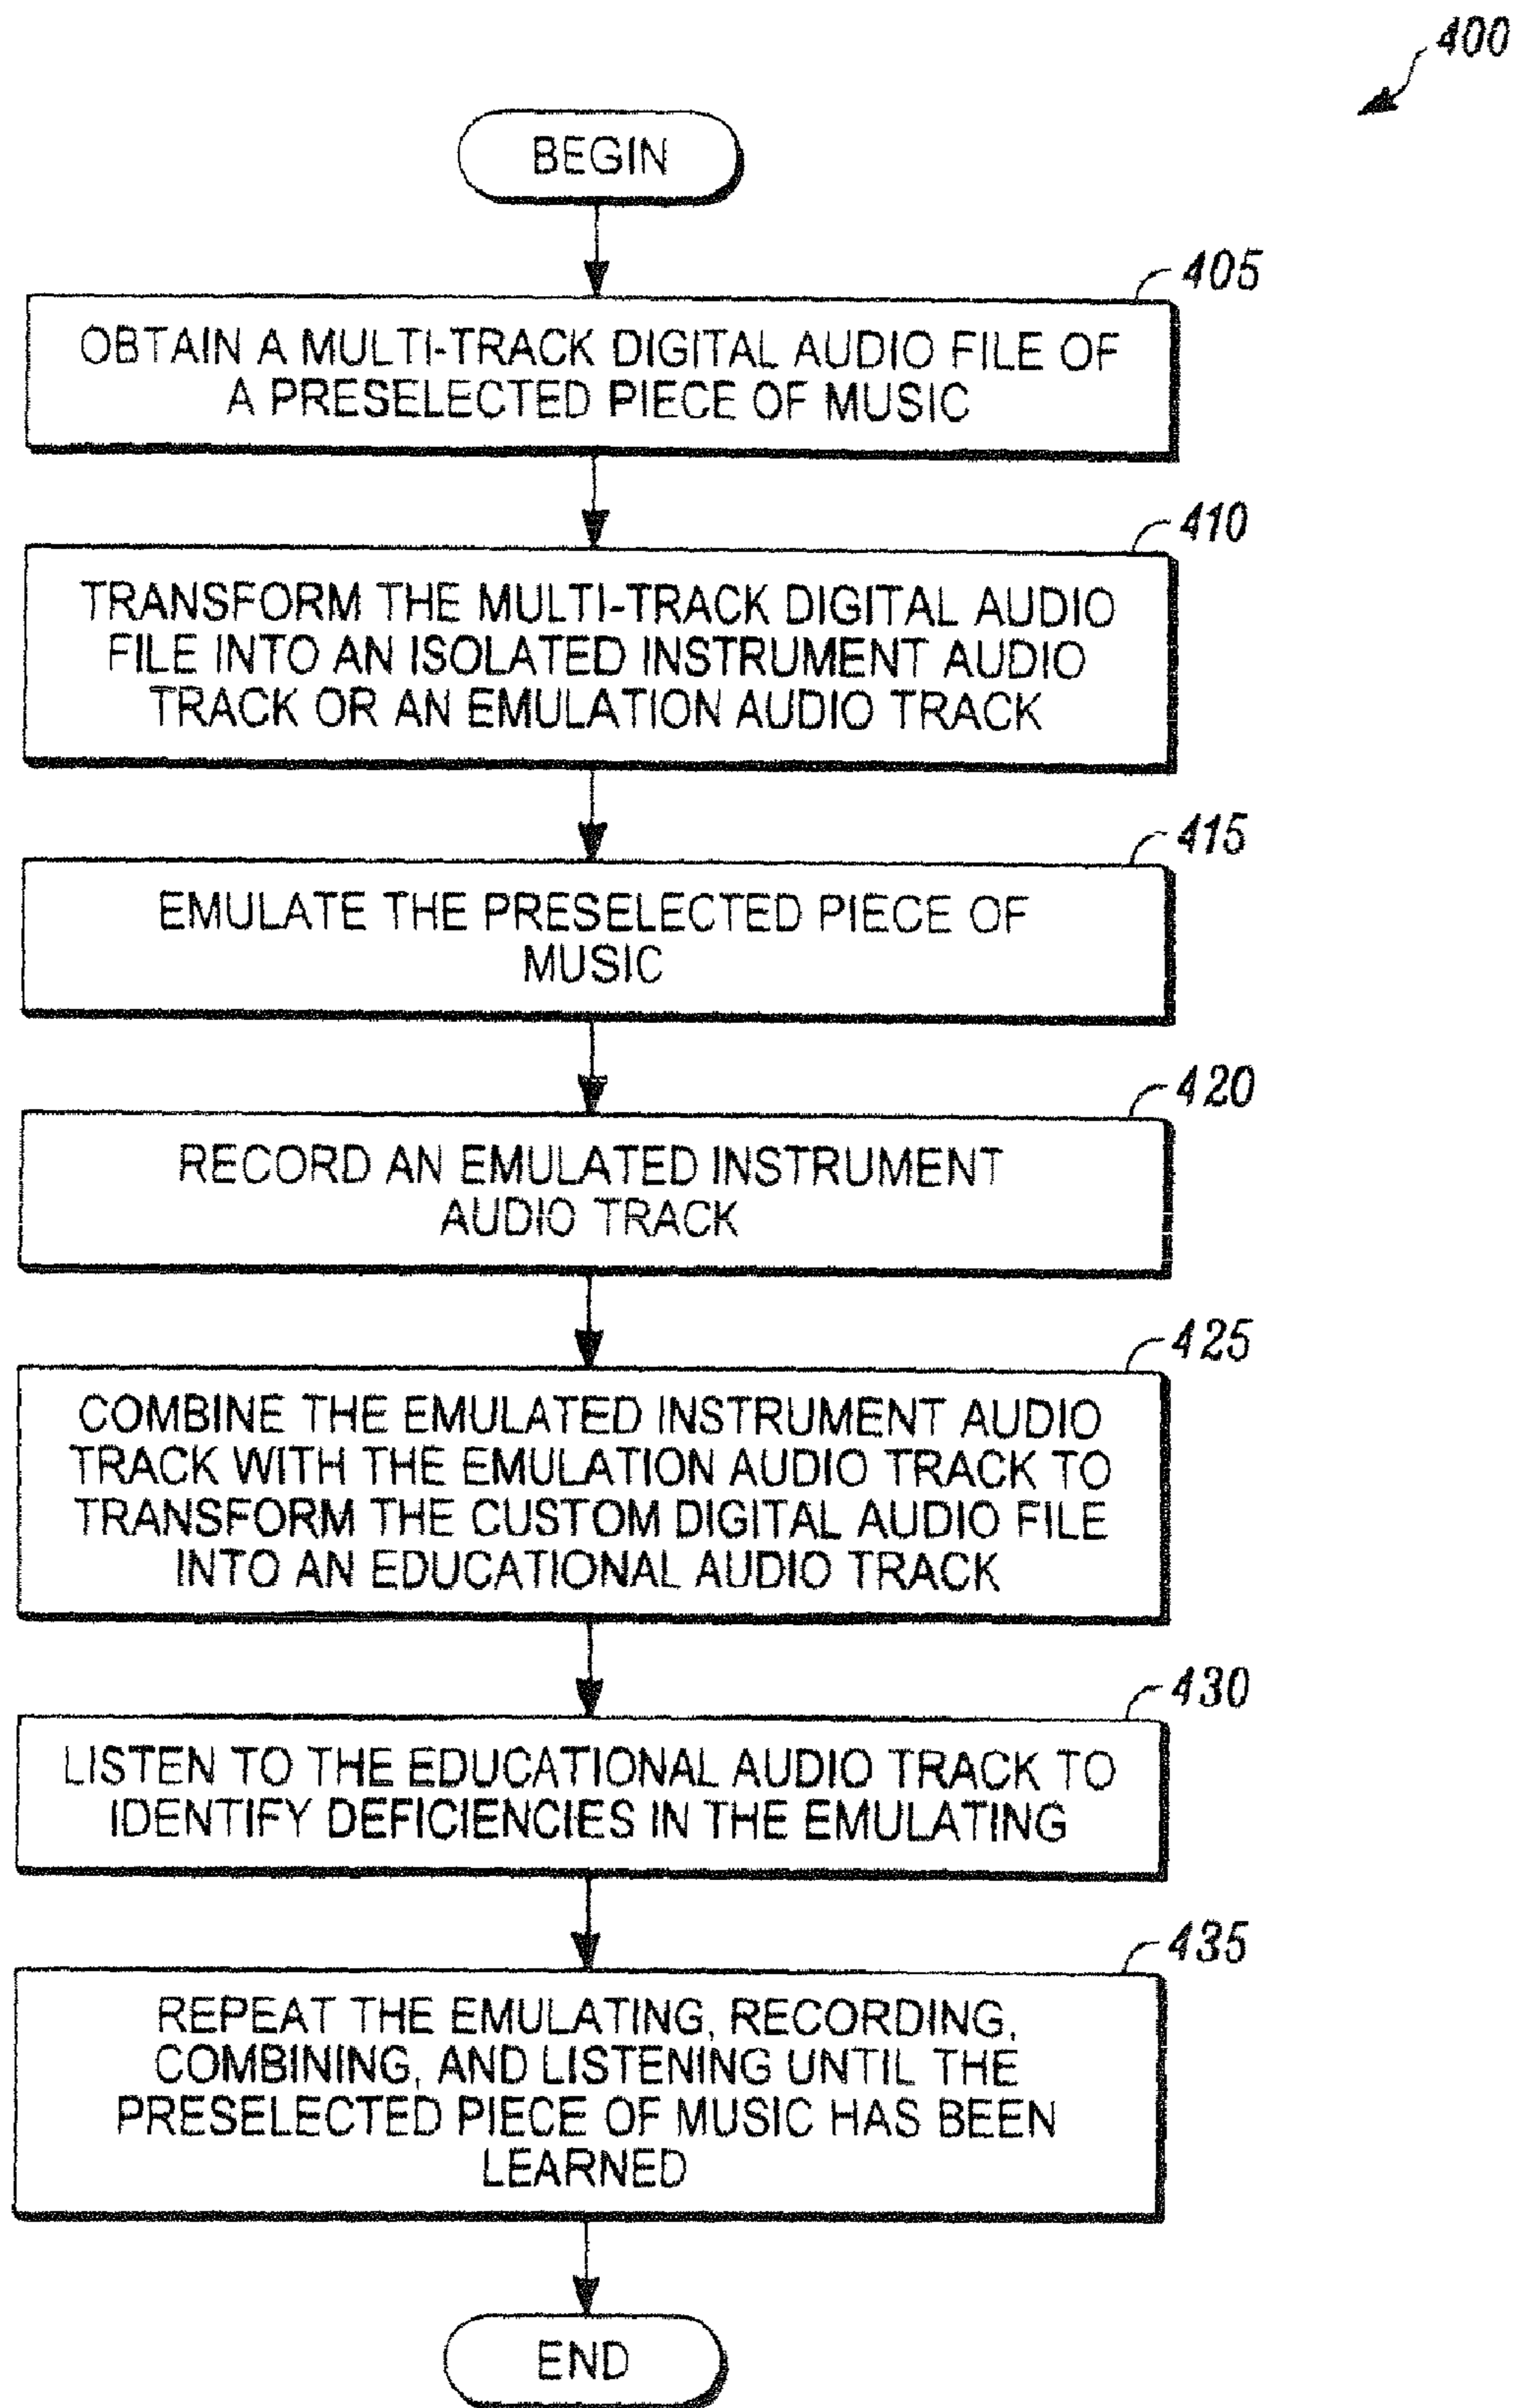 400
BEGIN
405
OBTAIN A MULTI-TRACK DIGITAL AUDIO FILE OF
A PRESELECTED PIECE OF MUSIC
410
TRANSFORM THE MULTI-TRACK DIGITAL AUDIO
FILE INTO AN ISOLATED INSTRUMENT AUDIO
TRACK OR AN EMULATION AUDIO TRACK
415
EMULATE THE PRESELECTED PIECE OF
MUSIC
420
RECORD AN EMULATED INSTRUMENT
AUDIO TRACK
425
COMBINE THE EMULATED INSTRUMENT AUDIO
TRACK WITH THE EMULATION AUDIO TRACK TO
TRANSFORM THE CUSTOM DIGITAL AUDIO FILE
INTO AN EDUCATIONAL AUDIO TRACK
430
LISTEN TO THE EDUCATIONAL AUDIO TRACK TO
IDENTIFY DEFICIENCIES IN THE EMULATING
435
REPEAT THE EMULATING, RECORDING,
COMBINING, AND LISTENING UNTIL THE
PRESELECTED PIECE OF MUSIC HAS BEEN
LEARNED
END